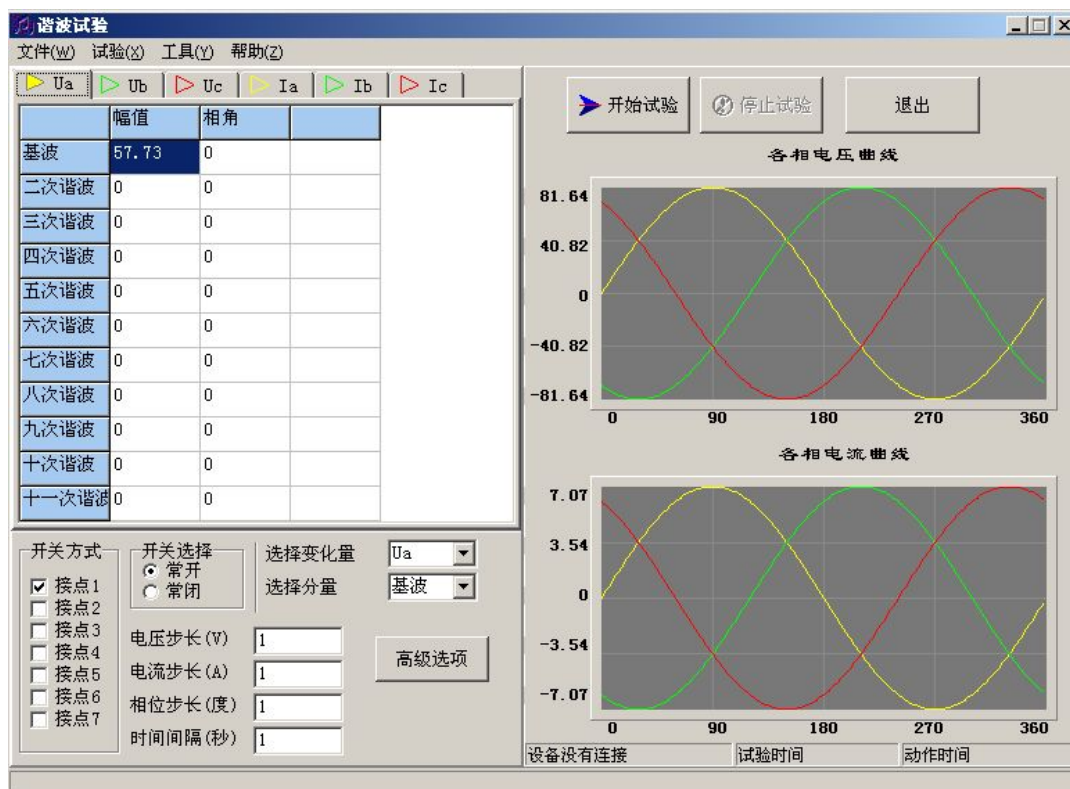 谐波试验
文件(W) 试验(X) 工具(Y) 帮助(Z)
Ua Ub Uc Ia Ib Ic
幅值 相角
基波 57.73 0
二次谐波 0 0
三次谐波 0 0
四次谐波 0 0
五次谐波 0 0
六次谐波 0 0
七次谐波 0 0
八次谐波 0 0
九次谐波 0 0
十次谐波 0 0
十一次谐波 0 0
开关方式
接点1
接点2
接点3
接点4
接点5
接点6
接点7
开关选择
常开
常闭
选择变化量 Ua
选择分量 基波
电压步长(V) 1
电流步长(A) 1
相位步长(度) 1
时间间隔(秒) 1
高级选项
开始试验 停止试验 退出
各相电压曲线
81.64
40.82
0
-40.82
-81.64
0 90 180 270 360
各相电流曲线
7.07
3.54
0
-3.54
-7.07
0 90 180 270 360
设备没有连接 试验时间 动作时间